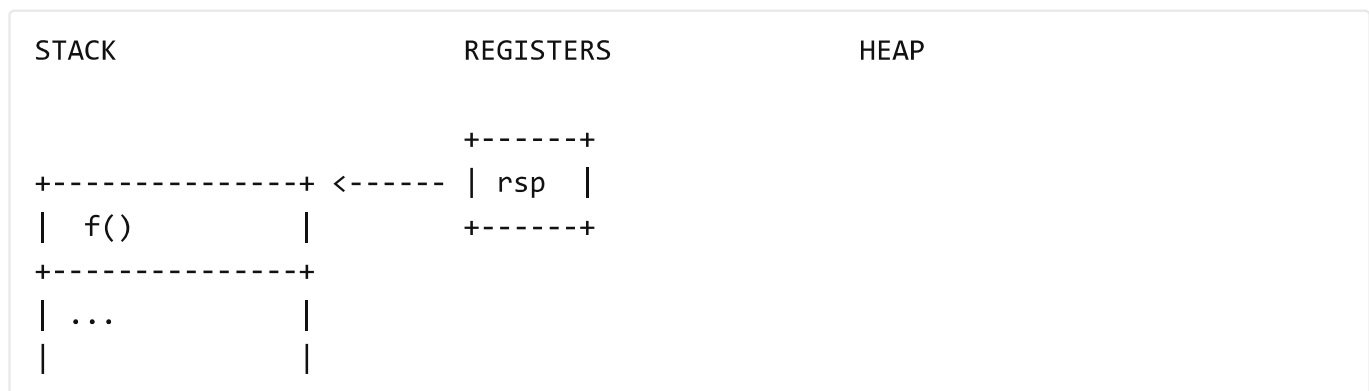 STACK                     REGISTERS               HEAP
                          +------+
+---------------+ <------ | rsp  |
|  f()          |         +------+
+---------------+
| ...           |
|               |